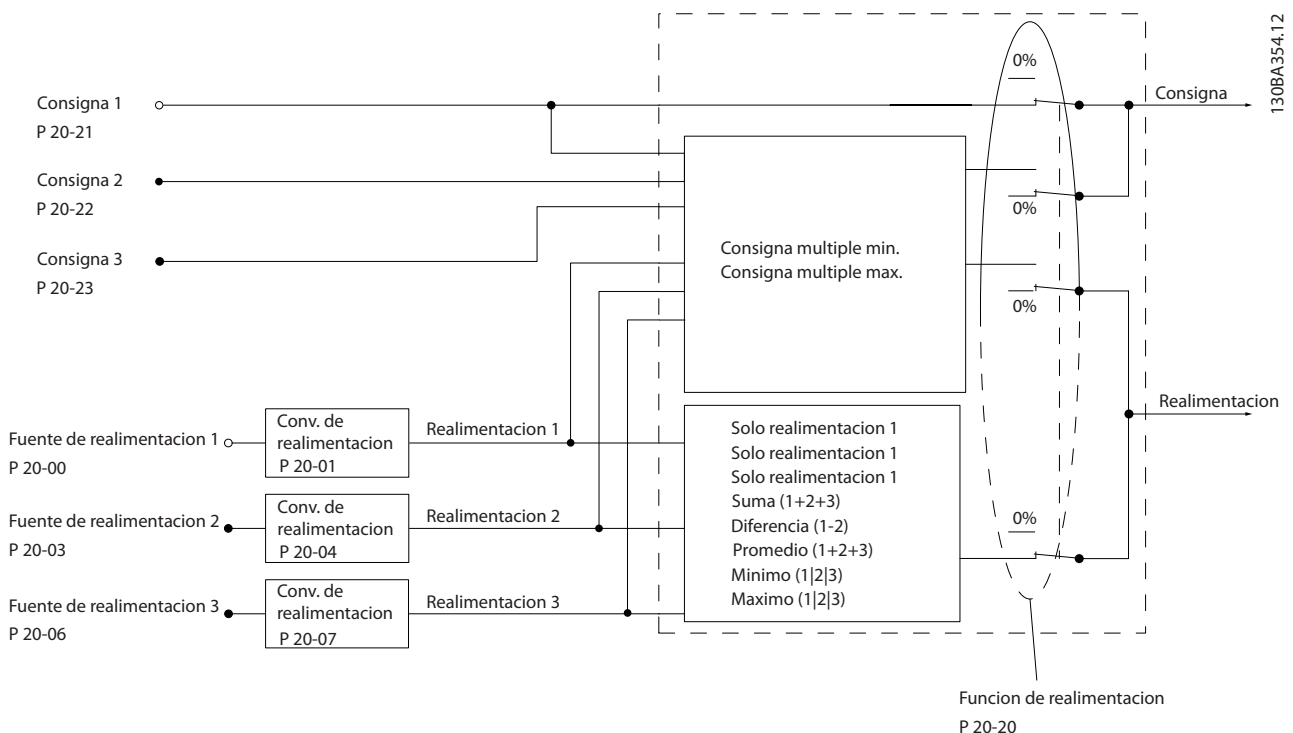 0%
Consigna 1
P 20-21
Consigna
130BA354.12
Consigna 2
P 20-22
0%
Consigna 3
P 20-23
Consigna multiple min.
Consigna multiple max.
0%
Realimentacion
Fuente de realimentacion 1
P 20-00
Conv. de
realimentacion
P 20-01
Realimentacion 1
Fuente de realimentacion 2
P 20-03
Conv. de
realimentacion
P 20-04
Realimentacion 2
Fuente de realimentacion 3
P 20-06
Conv. de
realimentacion
P 20-07
Realimentacion 3
Solo realimentacion 1
Solo realimentacion 1
Solo realimentacion 1
Suma (1+2+3)
Diferencia (1-2)
Promedio (1+2+3)
Minimo (1|2|3)
Maximo (1|2|3)
0%
Funcion de realimentacion
P 20-20